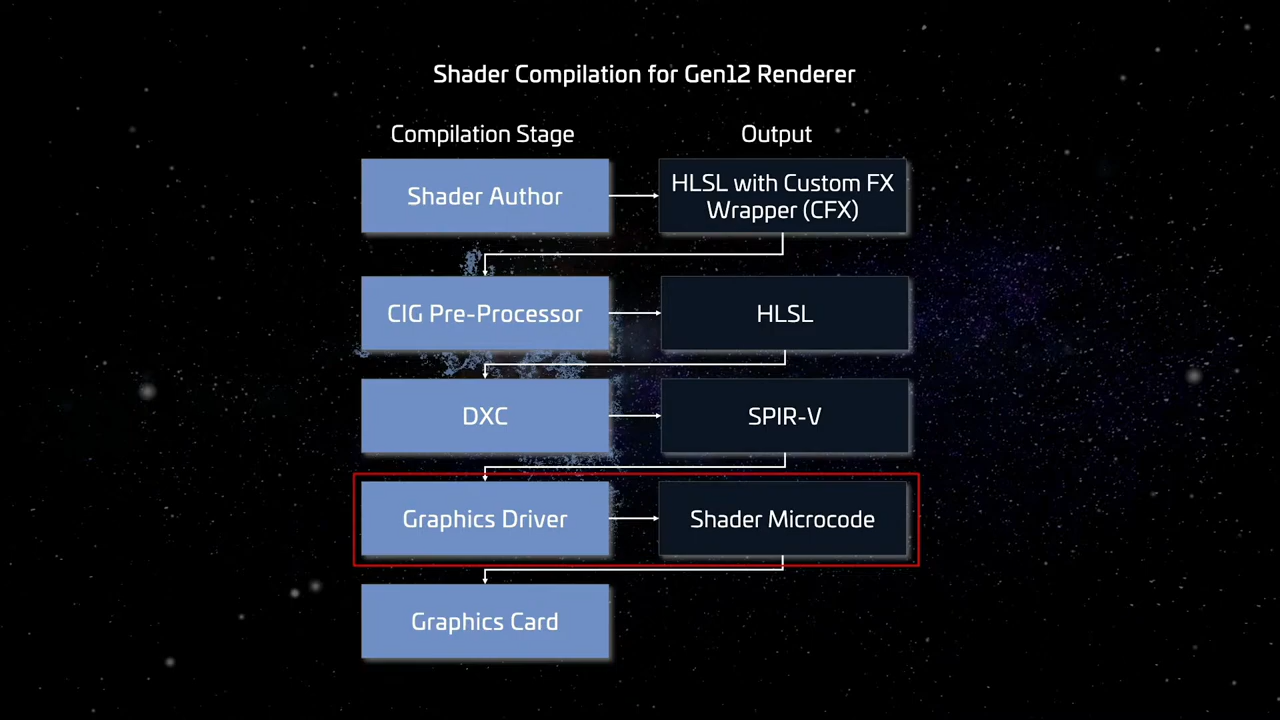 Shader Compilation for Gen12 Renderer
Compilation Stage
Output
Shader Author
HLSL with Custom FX
Wrapper (CFX)
CIG Pre-Processor
HLSL
DXC
SPIR-V
Graphics Driver
Shader Microcode
Graphics Card